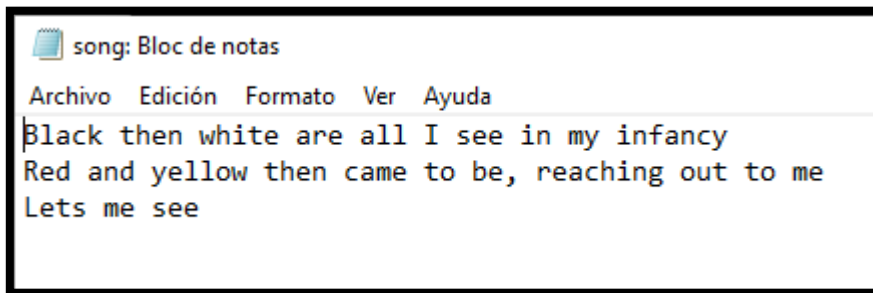 song: Bloc de notas
Archivo Edición Formato Ver Ayuda
Black then white are all I see in my infancy
Red and yellow then came to be, reaching out to me
Lets me see